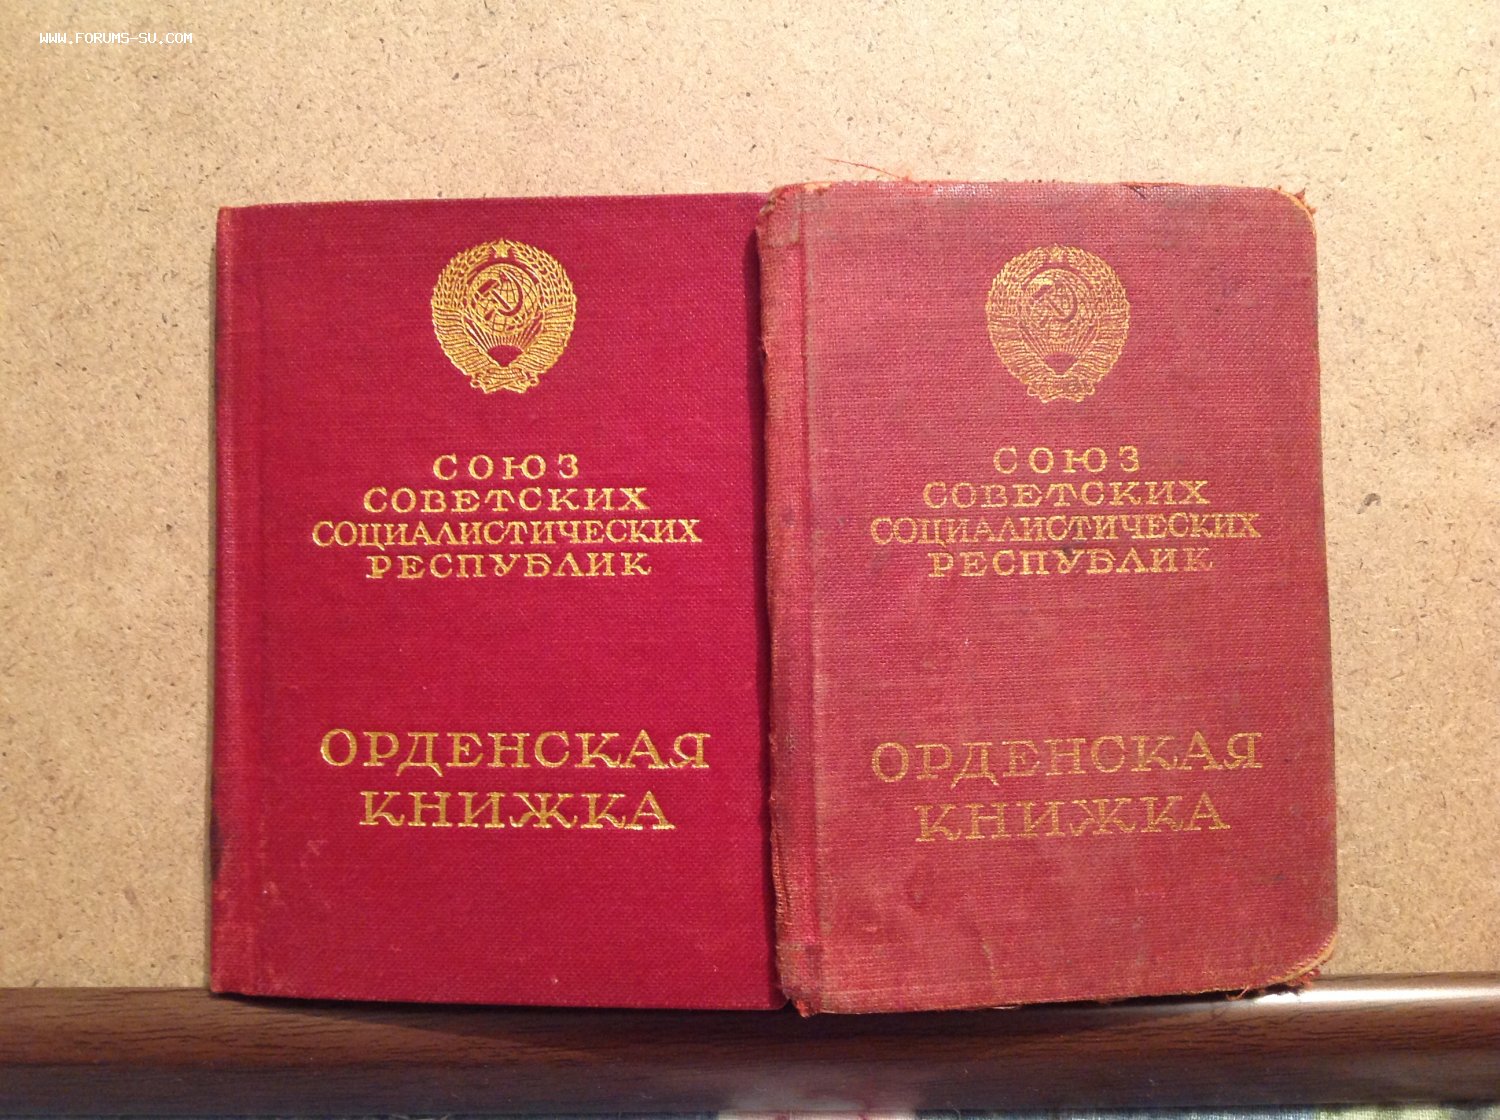 WWW.FORUMS-SU.COM
СОЮЗ
СОВЕТСКИХ
СОЦИАЛИСТИЧЕСКИХ
РЕСПУБЛИК
ОРДЕНСКАЯ
КНИЖКА
СОЮЗ
СОВЕТСКИХ
СОЦИАЛИСТИЧЕСКИХ
РЕСПУБЛИК
ОРДЕНСКАЯ
КНИЖКА